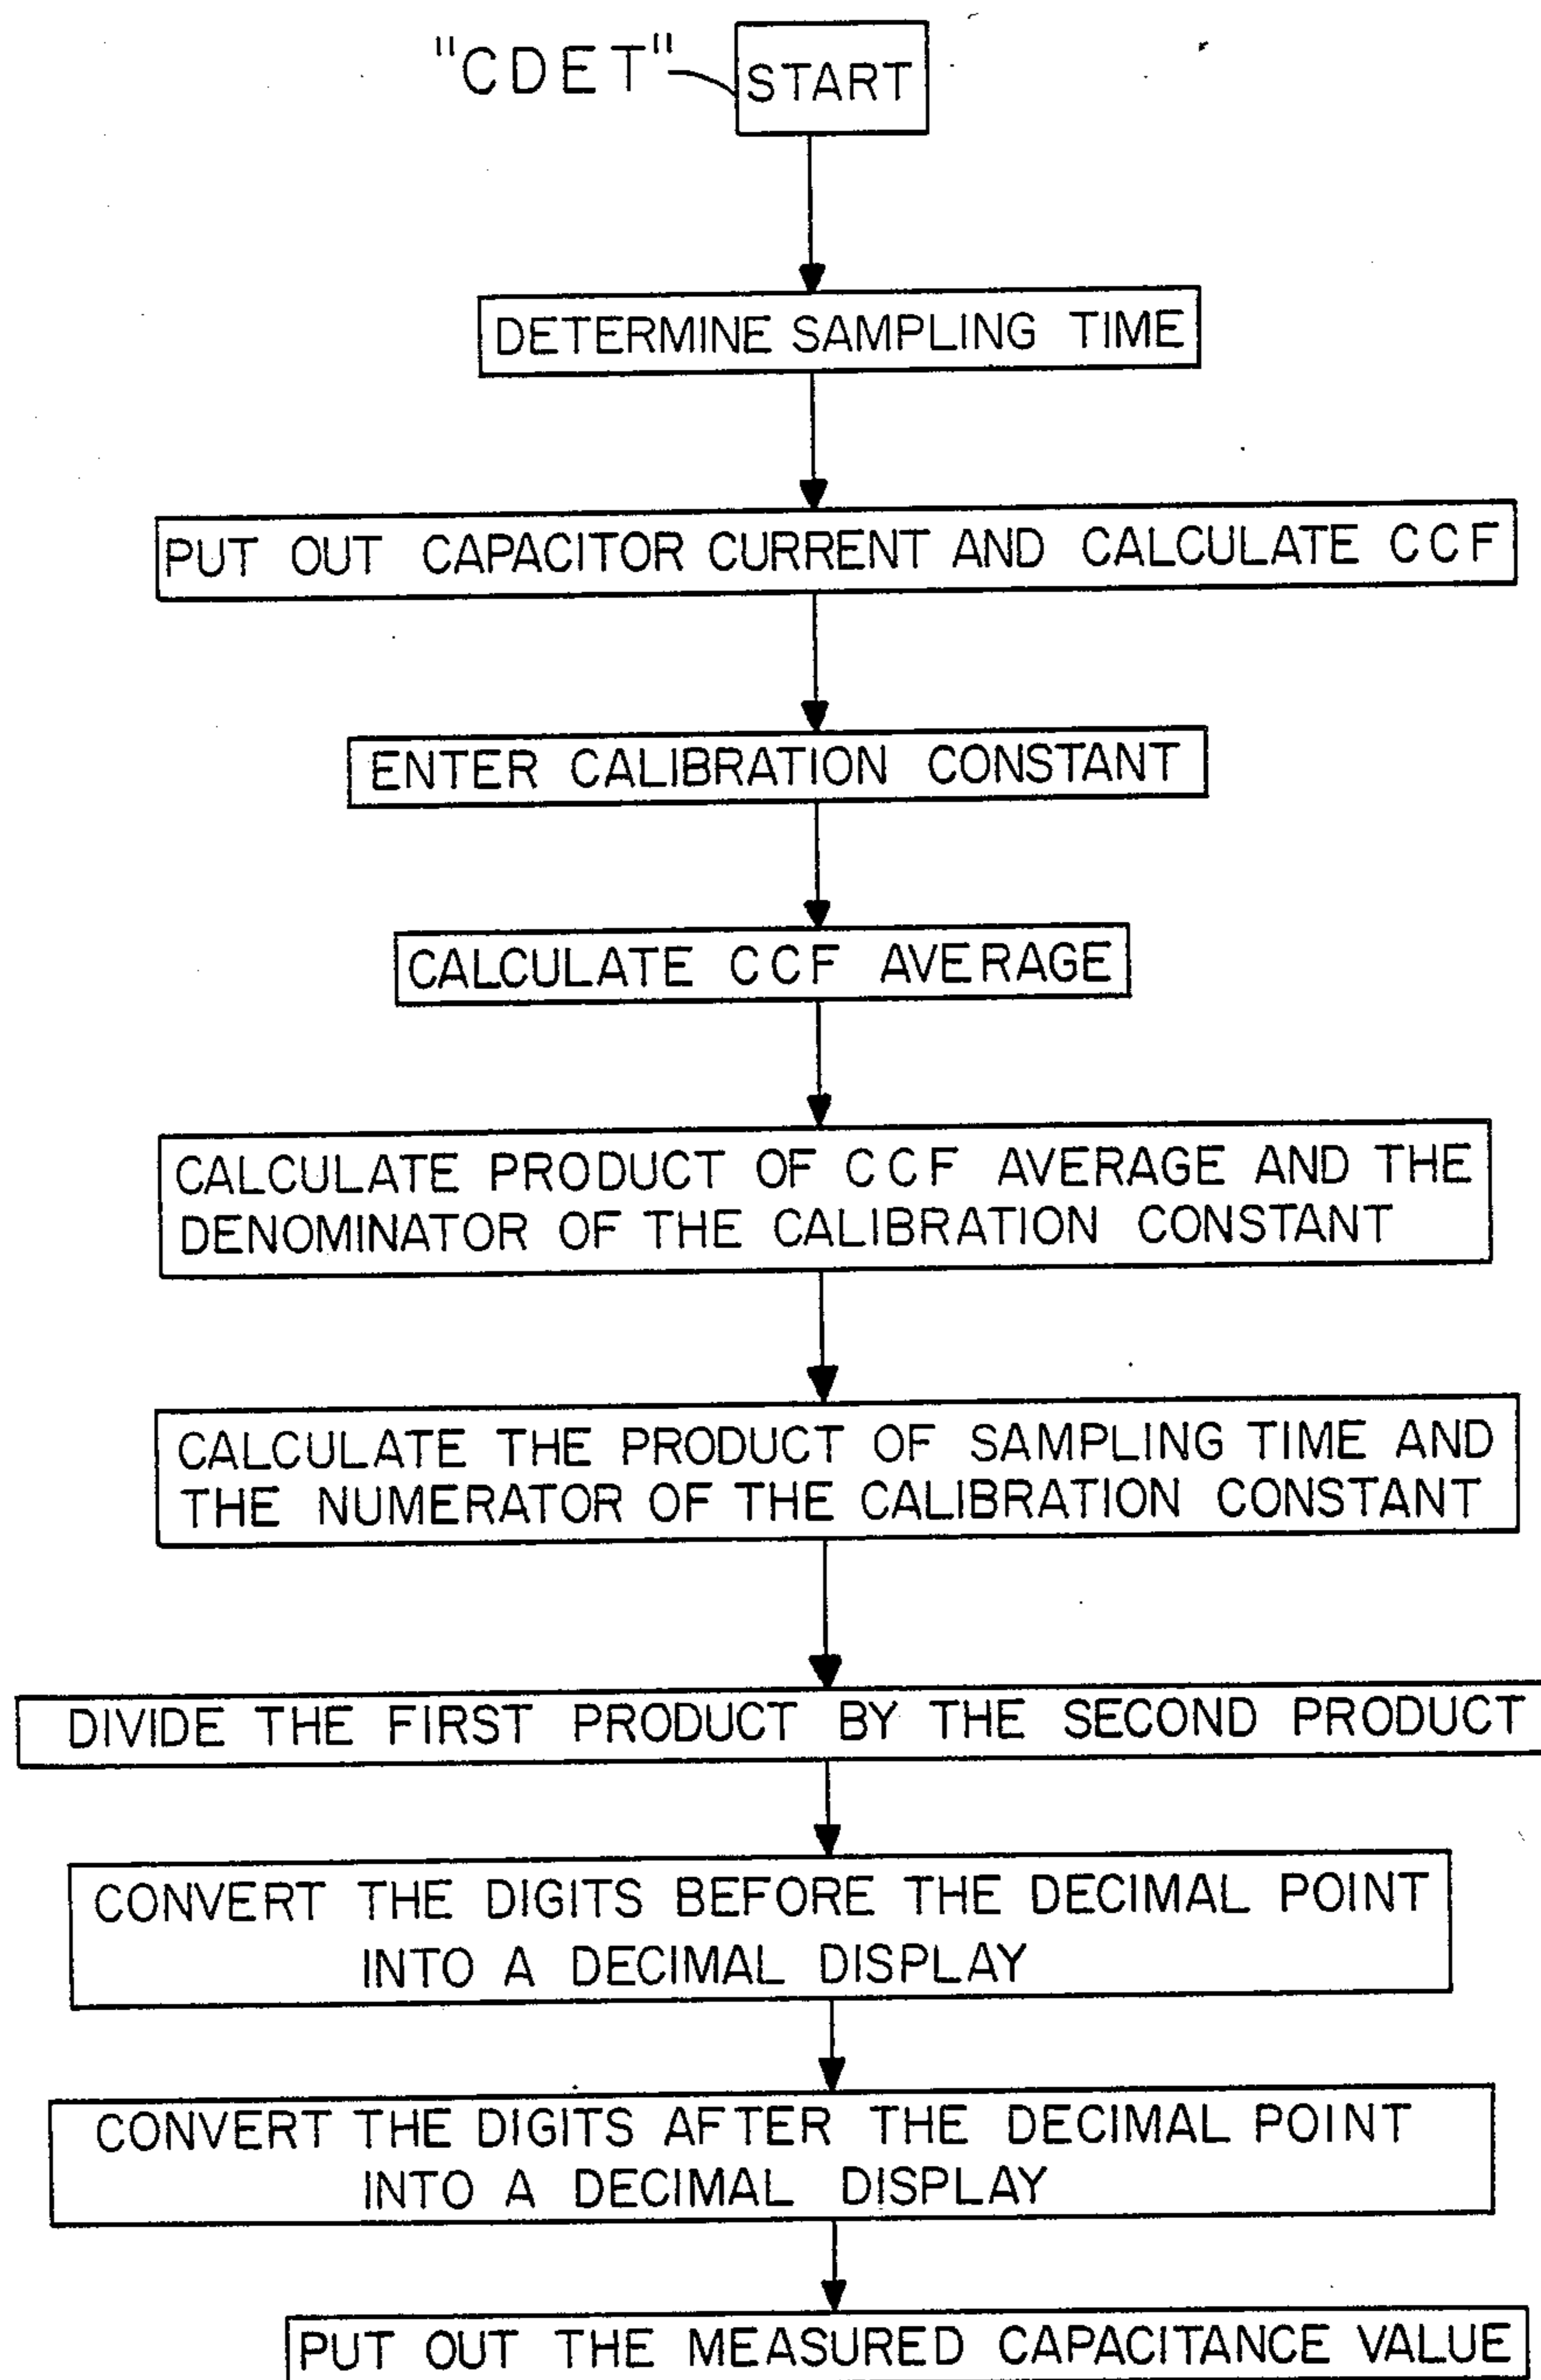 "CDET"
START
DETERMINE SAMPLING TIME
PUT OUT CAPACITOR CURRENT AND CALCULATE CCF
ENTER CALIBRATION CONSTANT
CALCULATE CCF AVERAGE
CALCULATE PRODUCT OF CCF AVERAGE AND THE
DENOMINATOR OF THE CALIBRATION CONSTANT
CALCULATE THE PRODUCT OF SAMPLING TIME AND
THE NUMERATOR OF THE CALIBRATION CONSTANT
DIVIDE THE FIRST PRODUCT BY THE SECOND PRODUCT
CONVERT THE DIGITS BEFORE THE DECIMAL POINT
INTO A DECIMAL DISPLAY
CONVERT THE DIGITS AFTER THE DECIMAL POINT
INTO A DECIMAL DISPLAY
PUT OUT THE MEASURED CAPACITANCE VALUE